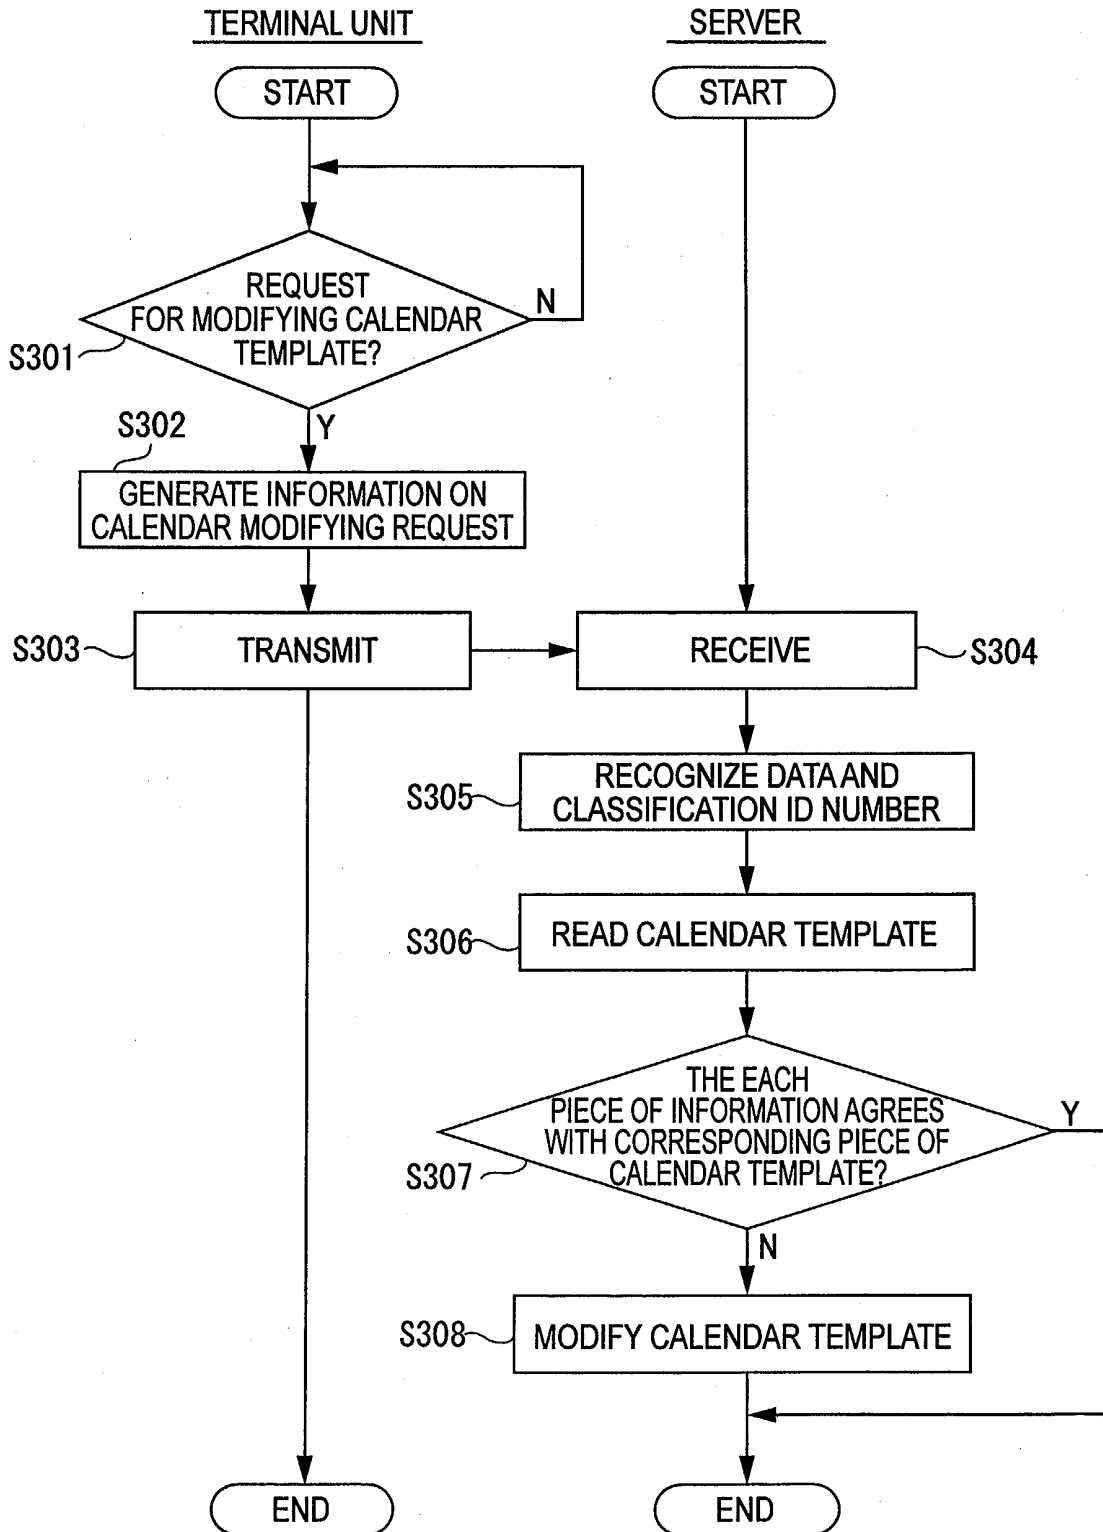 TERMINAL UNIT
SERVER
START
START
REQUEST
FOR MODIFYING CALENDAR
TEMPLATE?
N
S301
Y
S302
GENERATE INFORMATION ON
CALENDAR MODIFYING REQUEST
S303
TRANSMIT
RECEIVE
S304
RECOGNIZE DATA AND
CLASSIFICATION ID NUMBER
S305
READ CALENDAR TEMPLATE
S306
THE EACH
PIECE OF INFORMATION AGREES
WITH CORRESPONDING PIECE OF
CALENDAR TEMPLATE?
Y
S307
N
S308
MODIFY CALENDAR TEMPLATE
END
END